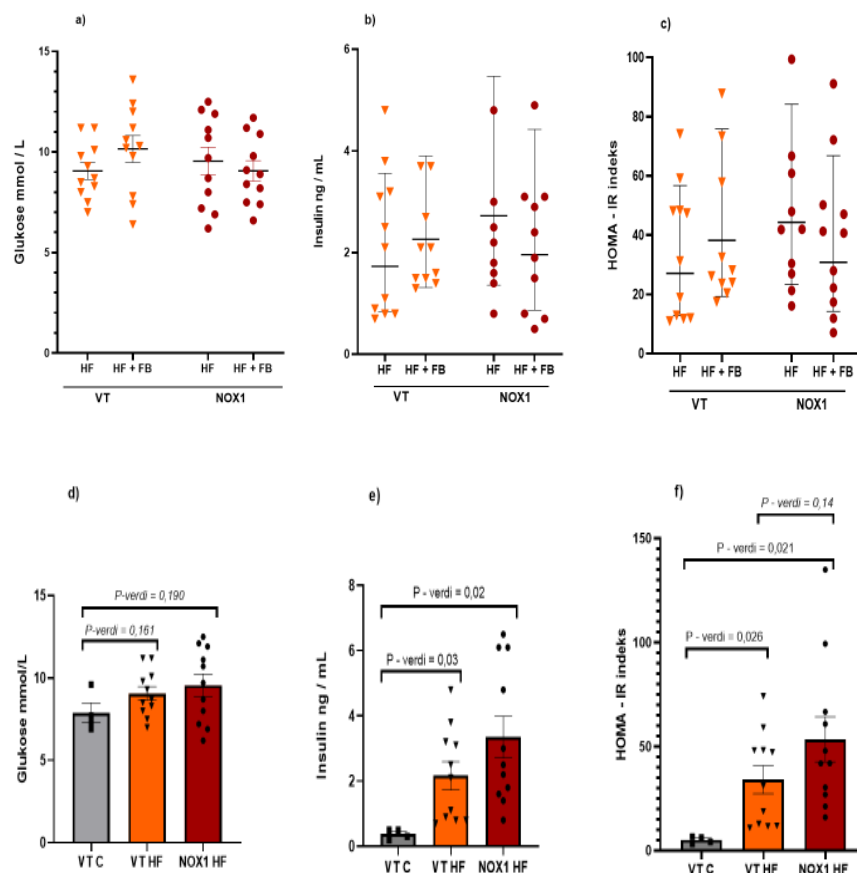 a)
Glukose mmol / L
15
10
5
0
HF HF + FB HF HF + FB
VT NOX1
b)
Insulin ng / mL
6
4
2
0
HF HF + FB HF HF + FB
VT NOX1
c)
HOMA - IR indeks
100
80
60
40
20
0
HF HF + FB HF HF + FB
VT NOX1
d)
Glukose mmol/L
15
10
5
0
P-verdi = 0,190
P-verdi = 0,161
VT C VT HF NOX1 HF
e)
Insulin ng / mL
8
6
4
2
0
P - verdi = 0,02
P - verdi = 0,03
VT C VT HF NOX1 HF
f)
HOMA - IR indeks
150
100
50
0
P - verdi = 0,14
P - verdi = 0,021
P - verdi = 0,026
VT C VT HF NOX1 HF